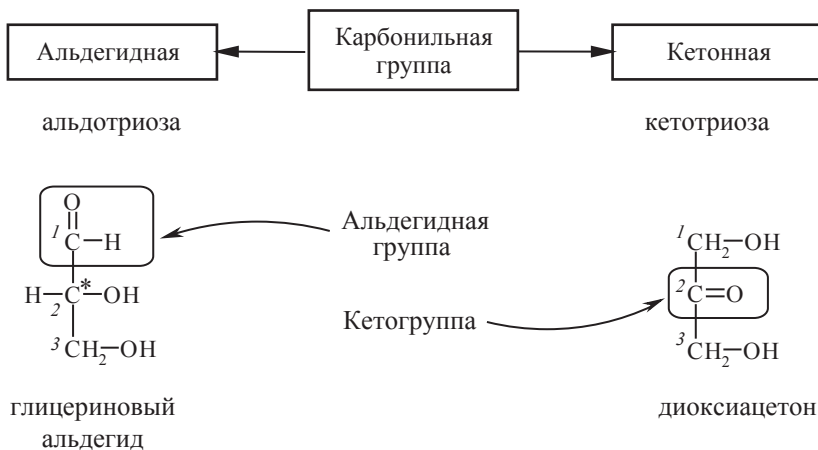 Альдегидная
Карбонильная
группа
Кетонная
альдотриоза
кетотриоза
O
1
C–H
H–C*–OH
2
3
CH2–OH
Альдегидная
группа
Кетогруппа
1
CH2–OH
2
C=O
3
CH2–OH
глицериновый
альдегид
диоксиацетон